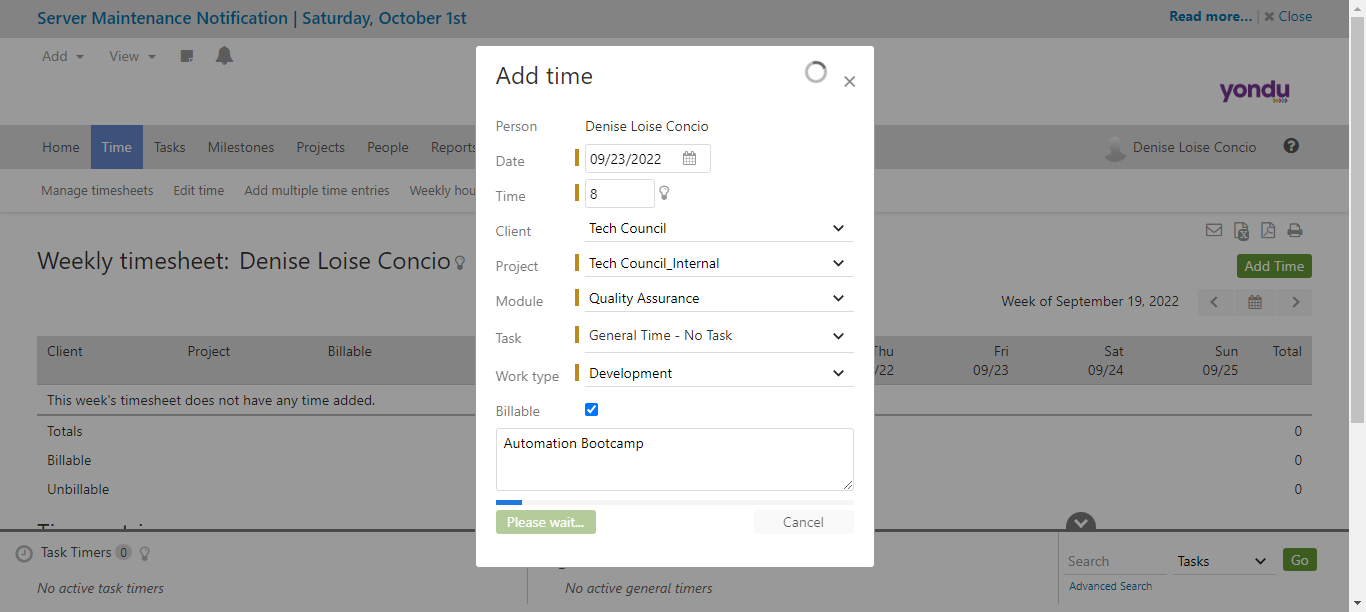 Server Maintenance Notification | Saturday, October 1st
Read more... | ✖ Close
Add View
yondu
Home Time Tasks Milestones Projects People Reports
Denise Loise Concio
Manage timesheets Edit time Add multiple time entries Weekly
Weekly timesheet: Denise Loise Concio
Add Time
Week of September 19, 2022
Client Project Billable
Fri Sat Sun Total
/22 09/23 09/24 09/25
This week's timesheet does not have any time added.
Totals 0
Billable 0
Unbillable 0
Add time
Person Denise Loise Concio
Date 09/23/2022
Time 8
Client Tech Council
Project Tech Council_Internal
Module Quality Assurance
Task General Time - No Task
Work type Development
Billable
Automation Bootcamp
Please wait... Cancel
Task Timers 0
No active task timers
No active general timers
Search Tasks Go
Advanced Search